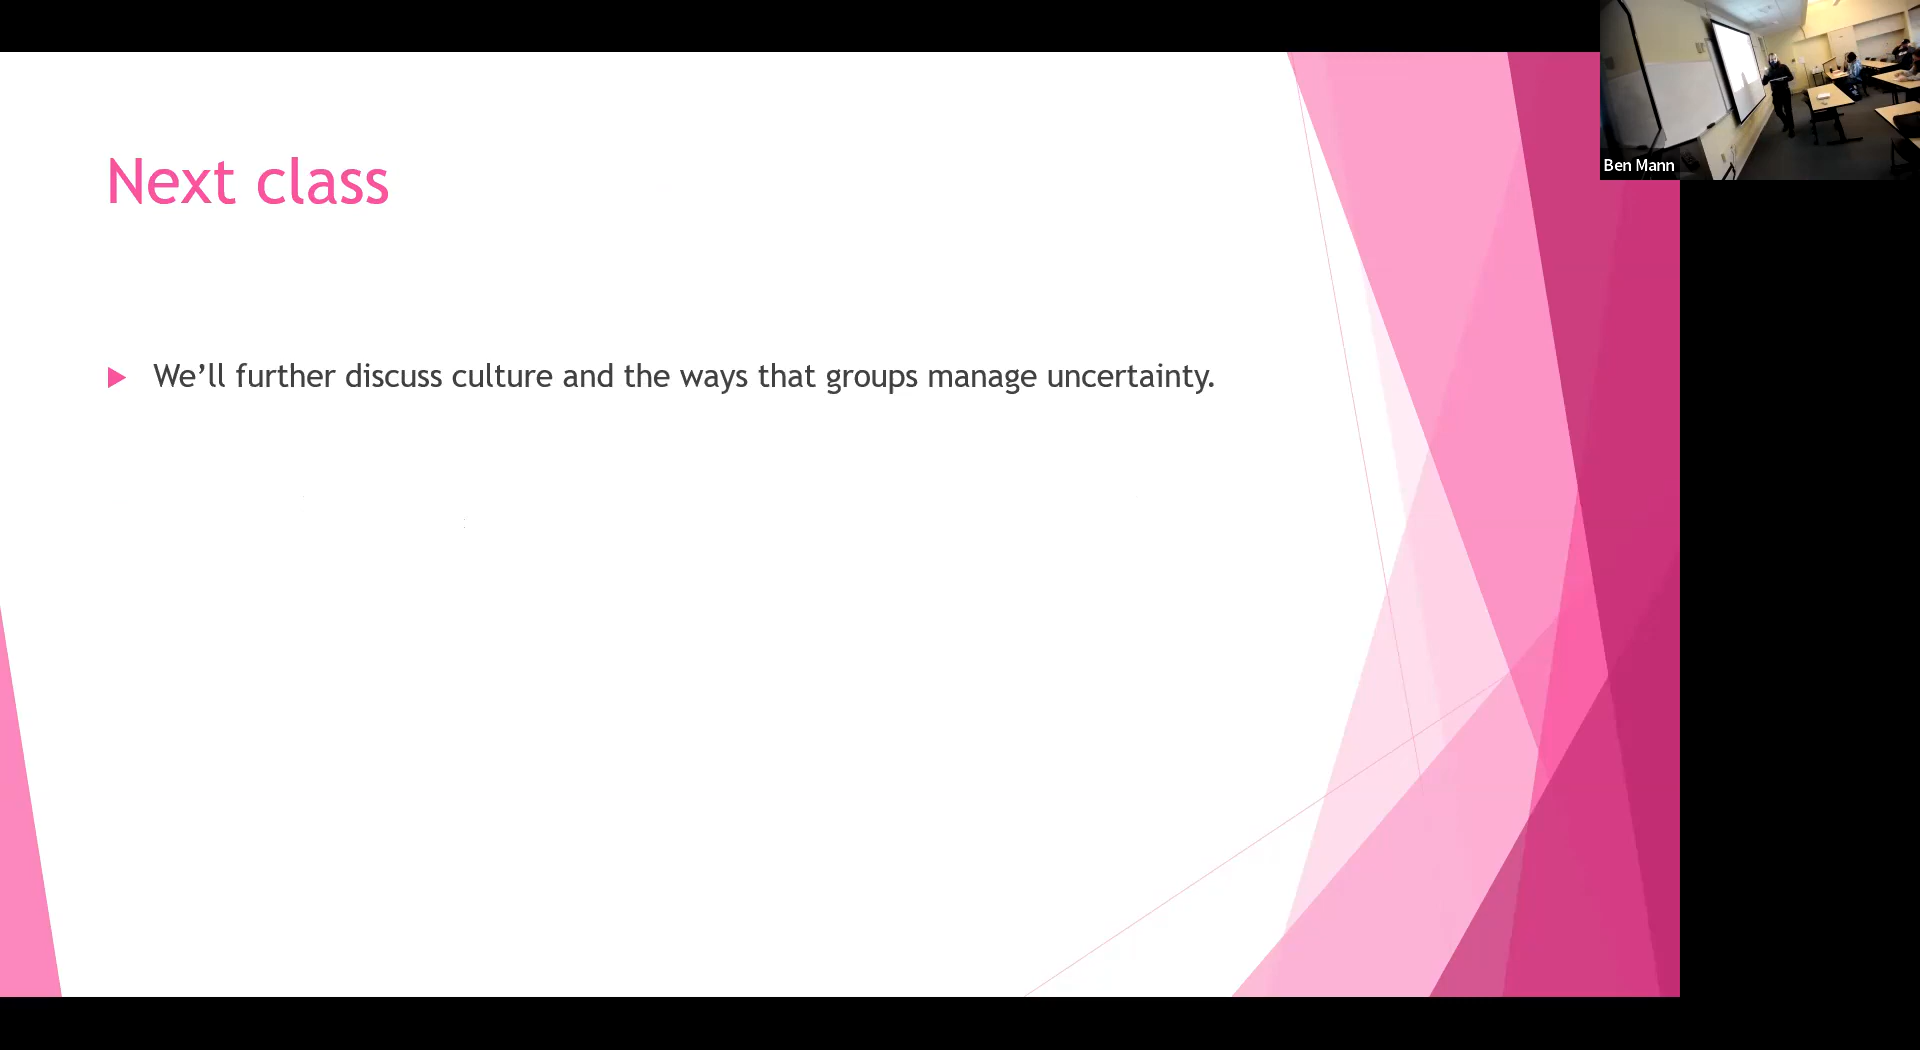 Next class
We’ll further discuss culture and the ways that groups manage uncertainty.
Ben Mann